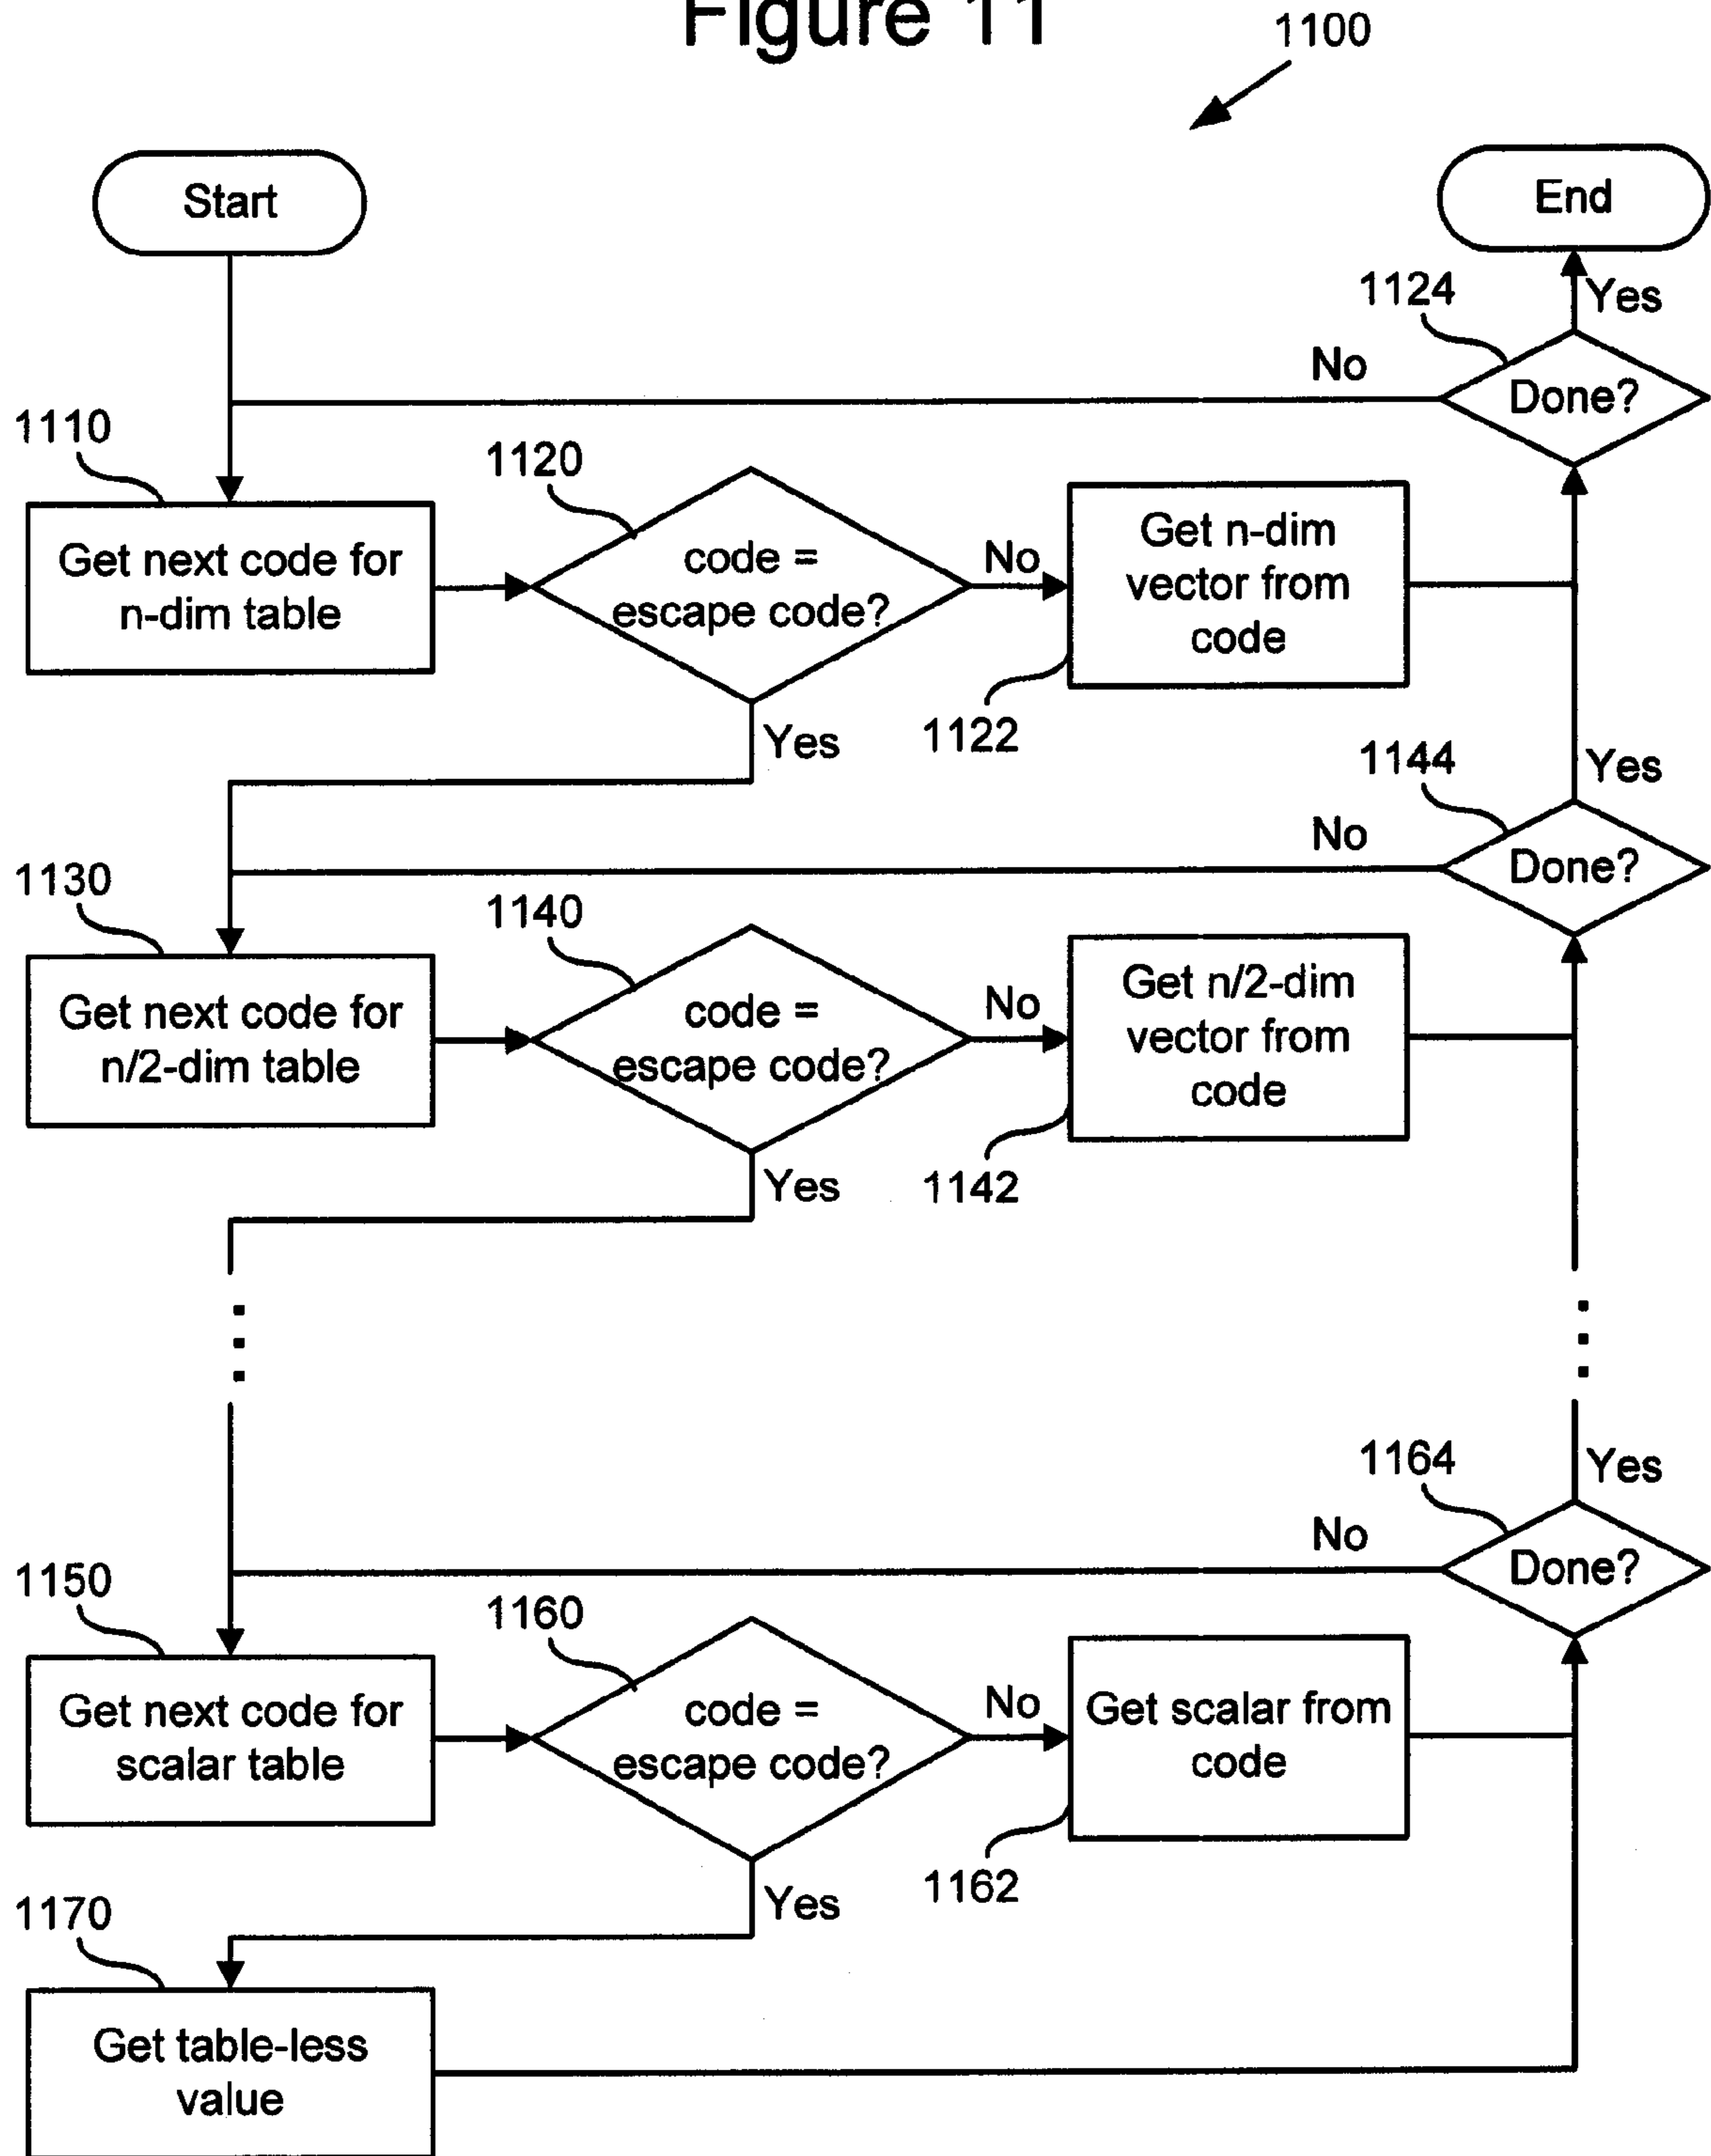 Figure 11
1100
Start
End
1124
Yes
No
Done?
1110
1120
Get next code for
n-dim table
code =
escape code?
No
Get n-dim
vector from
code
Yes
1122
1144
Yes
No
Done?
1130
1140
Get next code for
n/2-dim table
code =
escape code?
No
Get n/2-dim
vector from
code
Yes
1142
1164
Yes
No
Done?
1150
1160
Get next code for
scalar table
code =
escape code?
No
Get scalar from
code
Yes
1162
1170
Get table-less
value